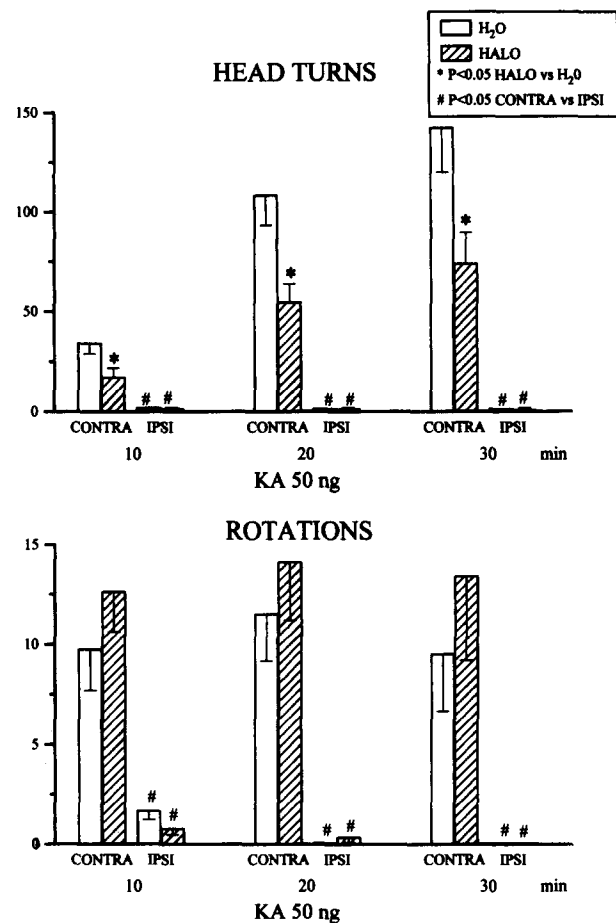 H₂O
HALO
* P<0.05 HALO vs H₂0
# P<0.05 CONTRA vs IPSI
HEAD TURNS
150
100
50
0
*
*
*
# #
# #
# #
CONTRA IPSI CONTRA IPSI CONTRA IPSI
10 20 30 min
KA 50 ng
ROTATIONS
15
10
5
0
#
#
# #
# #
CONTRA IPSI CONTRA IPSI CONTRA IPSI
10 20 30 min
KA 50 ng